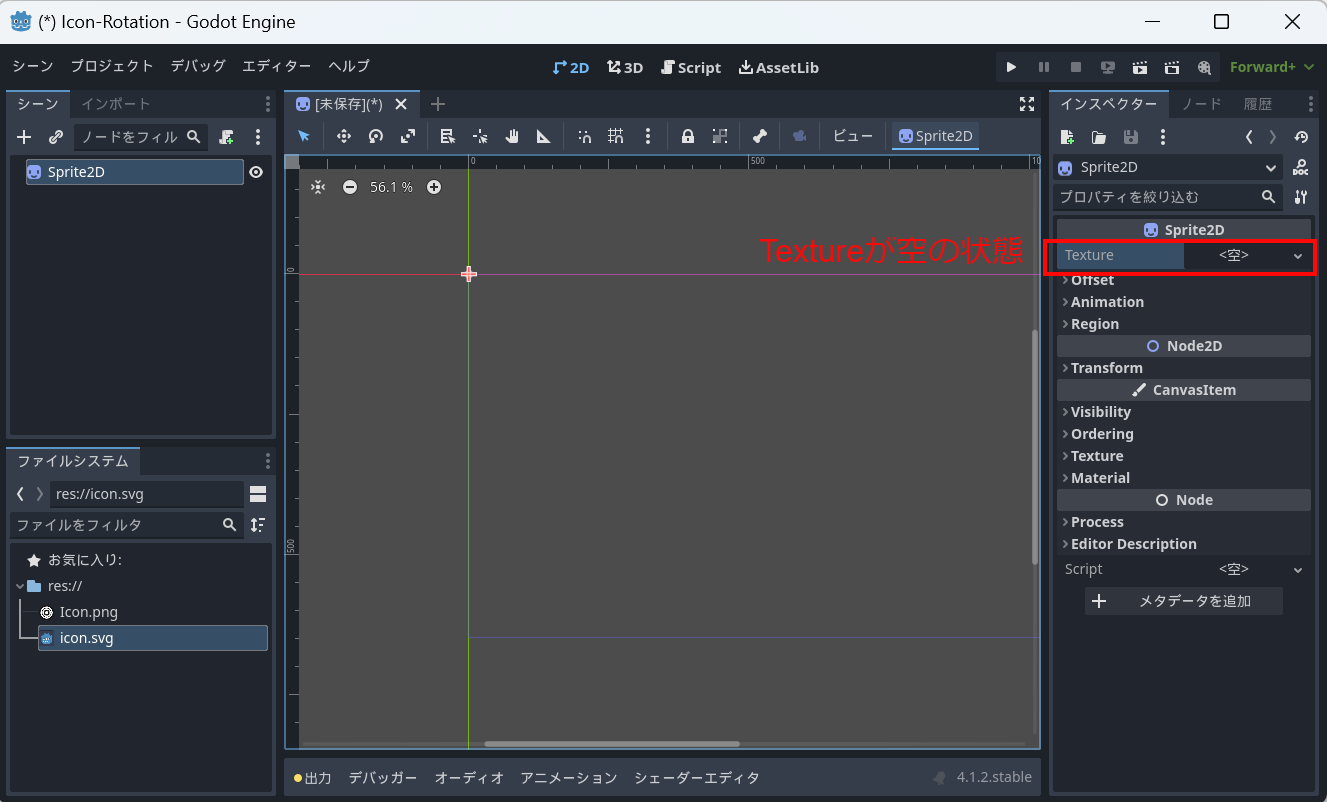 (*) Icon-Rotation - Godot Engine
シーン プロジェクト デバッグ エディター ヘルプ 2D 3D Script AssetLib Forward+
シーン インポート
ノードをフィル
Sprite2D
[未保存](*)
ビュー Sprite2D
0 500 10
56.1 %
0
500
Textureが空の状態
ファイルシステム
res://icon.svg
ファイルをフィルタ
お気に入り:
res://
Icon.png
icon.svg
出力 デバッガー オーディオ アニメーション シェーダーエディタ 4.1.2.stable
インスペクター ノード 履歴
Sprite2D DOC
プロパティを絞り込む
Sprite2D
Texture <空>
Offset
Animation
Region
Node2D
Transform
CanvasItem
Visibility
Ordering
Texture
Material
Node
Process
Editor Description
Script <空>
メタデータを追加